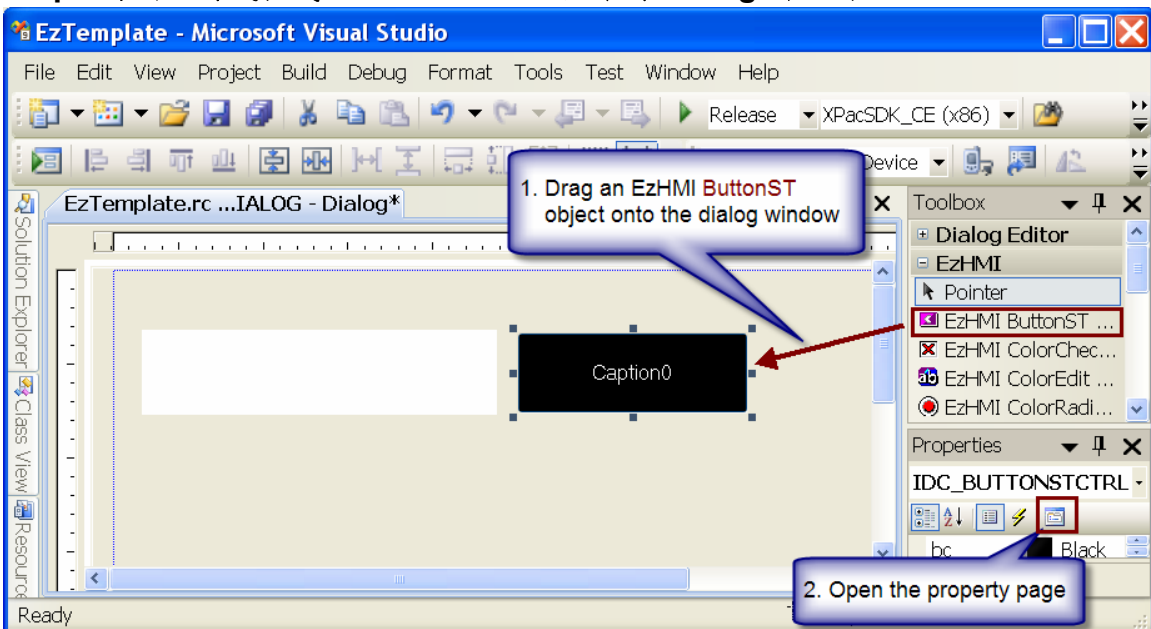 EzTemplate - Microsoft Visual Studio
File Edit View Project Build Debug Format Tools Test Window Help
Release XPacSDK_CE (x86)
Device
1. Drag an EzHMI ButtonST
object onto the dialog window
EzTemplate.rc ...IALOG - Dialog*
Toolbox
Dialog Editor
EzHMI
Pointer
EzHMI ButtonST ...
EzHMI ColorChec...
EzHMI ColorEdit ...
EzHMI ColorRadi...
Solution Explorer
Class View
Resource
Caption0
Properties
IDC_BUTTONSTCTRL
bc Black
2. Open the property page
Ready